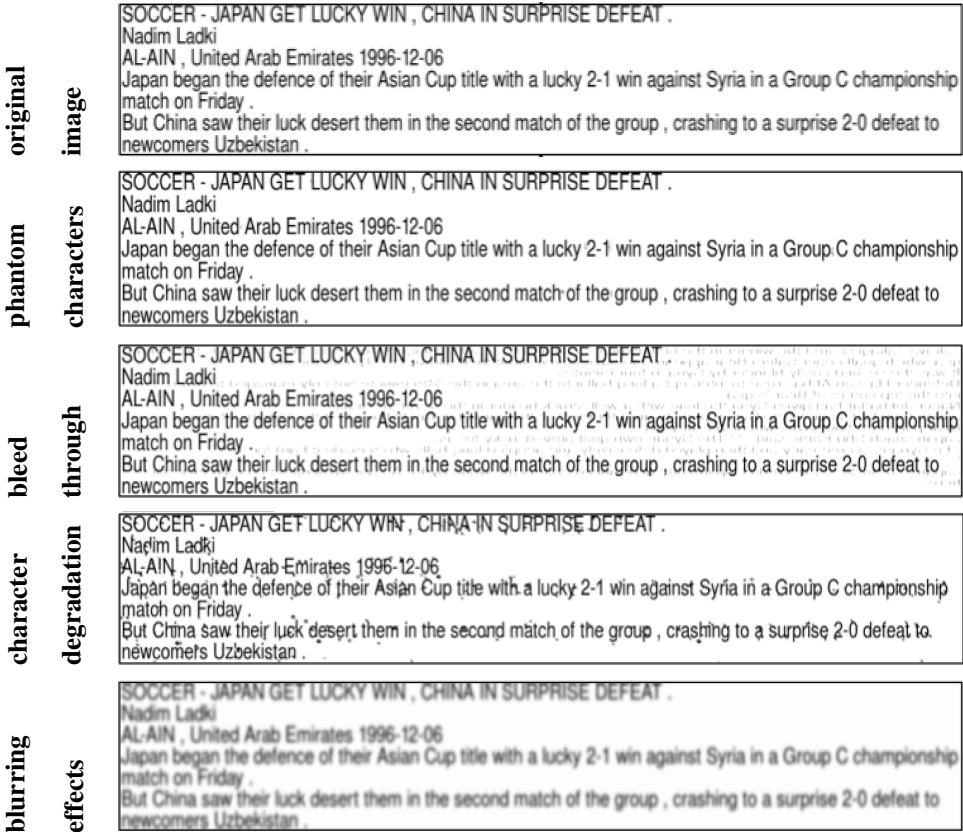 original image
SOCCER - JAPAN GET LUCKY WIN , CHINA IN SURPRISE DEFEAT .
Nadim Ladki
AL-AIN , United Arab Emirates 1996-12-06
Japan began the defence of their Asian Cup title with a lucky 2-1 win against Syria in a Group C championship
match on Friday .
But China saw their luck desert them in the second match of the group , crashing to a surprise 2-0 defeat to
newcomers Uzbekistan .
phantom characters
SOCCER - JAPAN GET LUCKY WIN , CHINA IN SURPRISE DEFEAT .
Nadim Ladki
AL-AIN , United Arab Emirates 1996-12-06
Japan began the defence of their Asian Cup title with a lucky 2-1 win against Syria in a Group C championship
match on Friday .
But China saw their luck desert them in the second match of the group , crashing to a surprise 2-0 defeat to
newcomers Uzbekistan .
bleed through
SOCCER - JAPAN GET LUCKY WIN , CHINA IN SURPRISE DEFEAT .
Nadim Ladki
AL-AIN , United Arab Emirates 1996-12-06
Japan began the defence of their Asian Cup title with a lucky 2-1 win against Syria in a Group C championship
match on Friday .
But China saw their luck desert them in the second match of the group , crashing to a surprise 2-0 defeat to
newcomers Uzbekistan .
character degradation
SOCCER - JAPAN GET LUCKY WIN , CHINA IN SURPRISE DEFEAT .
Nadim Ladki
AL-AIN , United Arab Emirates 1996-12-06
Japan began the defence of their Asian Cup title with a lucky 2-1 win against Syria in a Group C championship
match on Friday .
But China saw their luck desert them in the second match of the group , crashing to a surprise 2-0 defeat to
newcomers Uzbekistan .
blurring effects
SOCCER - JAPAN GET LUCKY WIN , CHINA IN SURPRISE DEFEAT .
Nadim Ladki
AL-AIN , United Arab Emirates 1996-12-06
Japan began the defence of their Asian Cup title with a lucky 2-1 win against Syria in a Group C championship
match on Friday .
But China saw their luck desert them in the second match of the group , crashing to a surprise 2-0 defeat to
newcomers Uzbekistan .